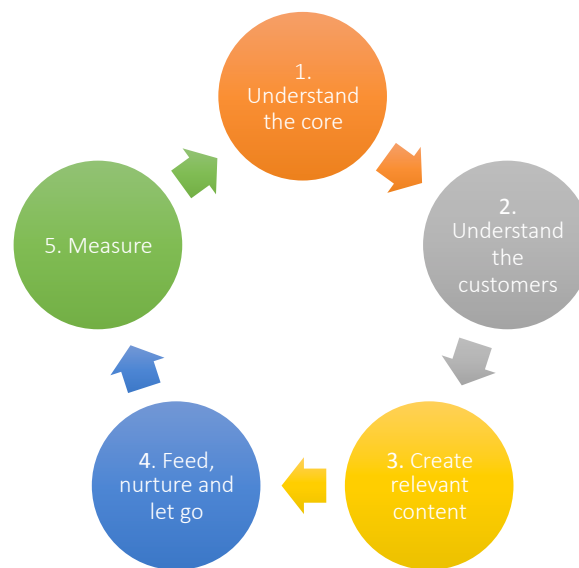 1.
Understand
the core
2.
Understand
the
customers
3. Create
relevant
content
4. Feed,
nurture and
let go
5. Measure